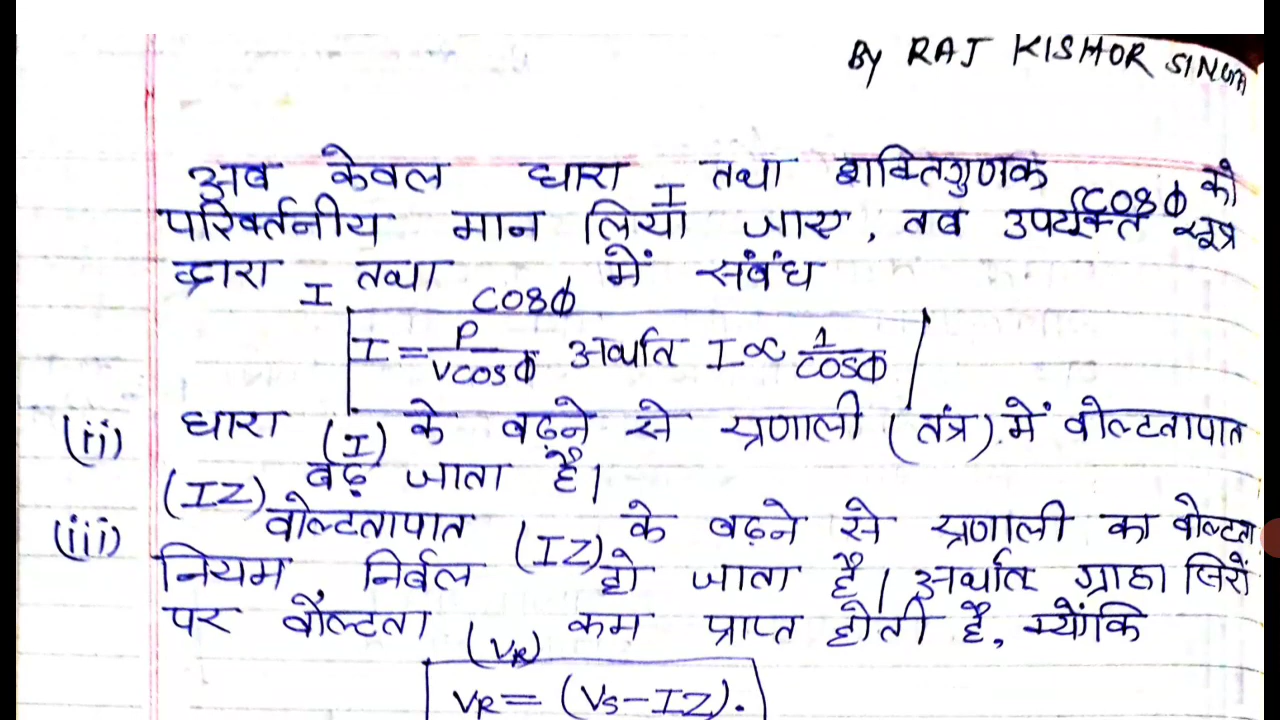 By RAJ KISHOR SINGH
अब केवल धारा I तथा शक्तिगुणक cosϕ को
परिवर्तनीय मान लिया जाए, तब उपर्युक्त सूत्र
द्वारा I तथा cosϕ में संबंध
I = P/Vcosϕ अर्थात I ∝ 1/cosϕ
(ii) धारा (I) के बढ़ने से प्रणाली (तंत्र) में वोल्टतापात
(IZ) बढ़ जाता है।
(iii) वोल्टतापात (IZ) के बढ़ने से प्रणाली का वोल्टता
नियम निर्बल हो जाता है। अर्थात ग्राही सिरों
पर वोल्टता (VR) कम प्राप्त होती है, क्योंकि
VR = (VS-IZ).